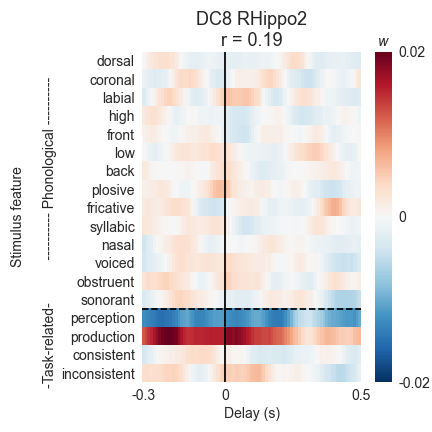 DC8 RHippo2
r = 0.19
w
dorsal
coronal
labial
high
front
low
back
plosive
fricative
syllabic
nasal
voiced
obstruent
sonorant
perception
production
consistent
inconsistent
Stimulus feature
---------- Phonological ----------
-Task-related-
-0.3
0
0.5
Delay (s)
0.02
0
-0.02